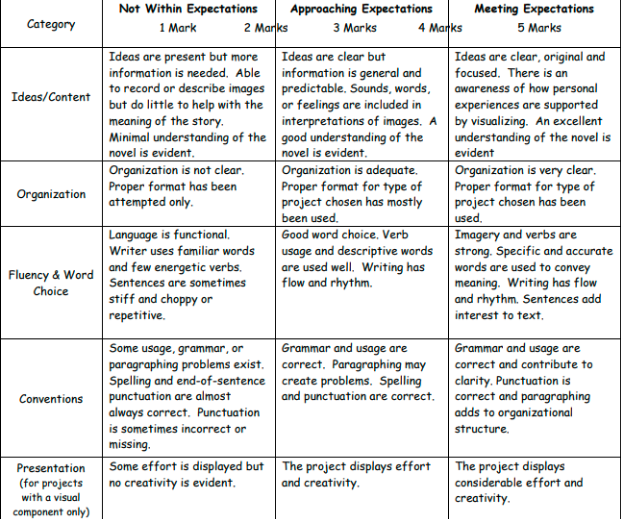 Category
Not Within Expectations
1 Mark 2 Marks
Approaching Expectations
3 Marks 4 Marks
Meeting Expectations
5 Marks
Ideas/Content
Ideas are present but more
information is needed. Able
to record or describe images
but do little to help with the
meaning of the story.
Minimal understanding of the
novel is evident.
Ideas are clear but
information is general and
predictable. Sounds, words,
or feelings are included in
interpretations of images. A
good understanding of the
novel is evident.
Ideas are clear, original and
focused. There is an
awareness of how personal
experiences are supported
by visualizing. An excellent
understanding of the novel is
evident
Organization
Organization is not clear.
Proper format has been
attempted only.
Organization is adequate.
Proper format for type of
project chosen has mostly
been used.
Organization is very clear.
Proper format for type of
project chosen has been
used.
Fluency & Word
Choice
Language is functional.
Writer uses familiar words
and few energetic verbs.
Sentences are sometimes
stiff and choppy or
repetitive.
Good word choice. Verb
usage and descriptive words
are used well. Writing has
flow and rhythm.
Imagery and verbs are
strong. Specific and accurate
words are used to convey
meaning. Writing has flow
and rhythm. Sentences add
interest to text.
Conventions
Some usage, grammar, or
paragraphing problems exist.
Spelling and end-of-sentence
punctuation are almost
always correct. Punctuation
is sometimes incorrect or
missing.
Grammar and usage are
correct. Paragraphing may
create problems. Spelling
and punctuation are correct.
Grammar and usage are
correct and contribute to
clarity. Punctuation is
correct and paragraphing
adds to organizational
structure.
Presentation
(for projects
with a visual
component only)
Some effort is displayed but
no creativity is evident.
The project displays effort
and creativity.
The project displays
considerable effort and
creativity.